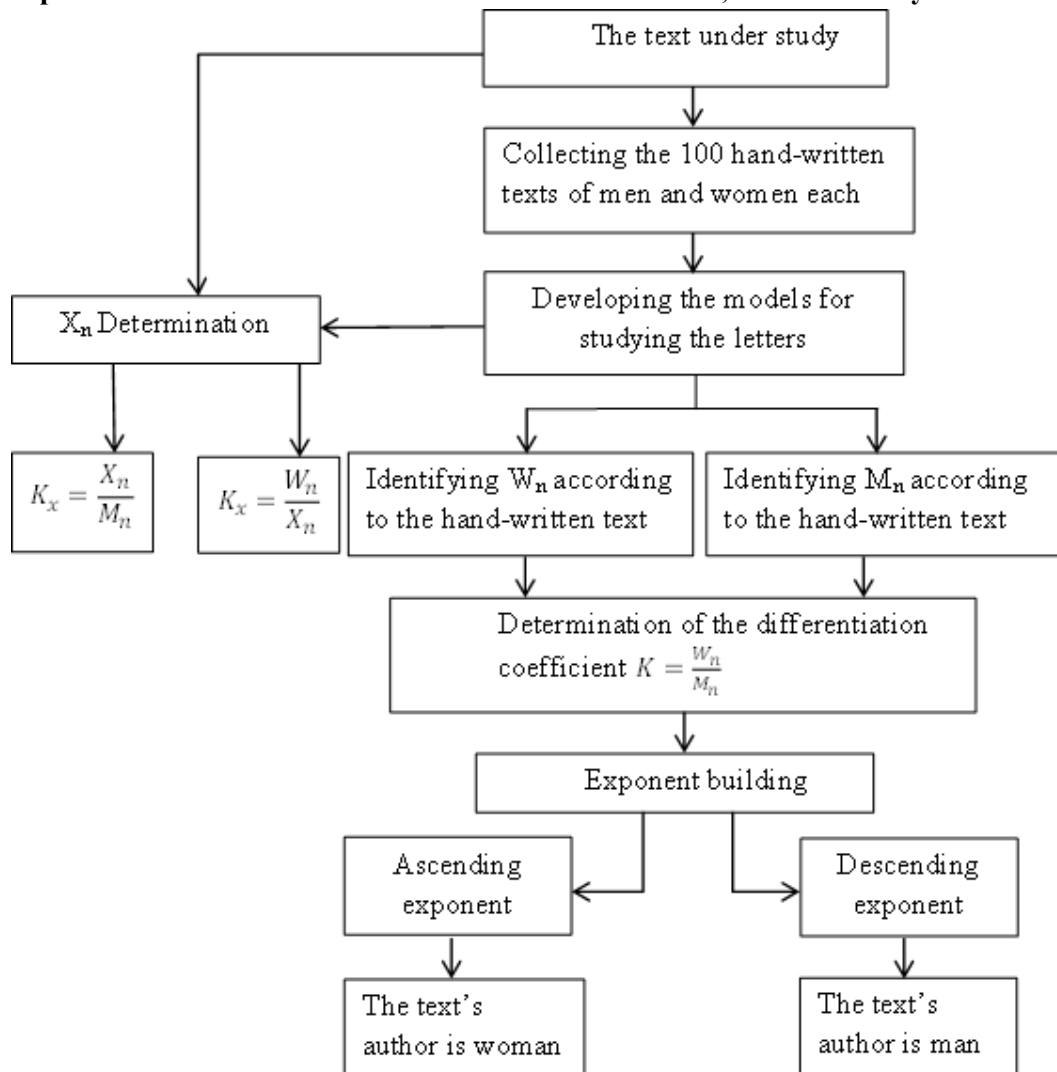 The text under study
Collecting the 100 hand-written
texts of men and women each
Developing the models for
studying the letters
Xₙ Determination
Kₓ = Xₙ/Mₙ
Kₓ = Wₙ/Xₙ
Identifying Wₙ according
to the hand-written text
Identifying Mₙ according
to the hand-written text
Determination of the differentiation
coefficient K = Wₙ/Mₙ
Exponent building
Ascending
exponent
Descending
exponent
The text’s
author is woman
The text’s
author is man